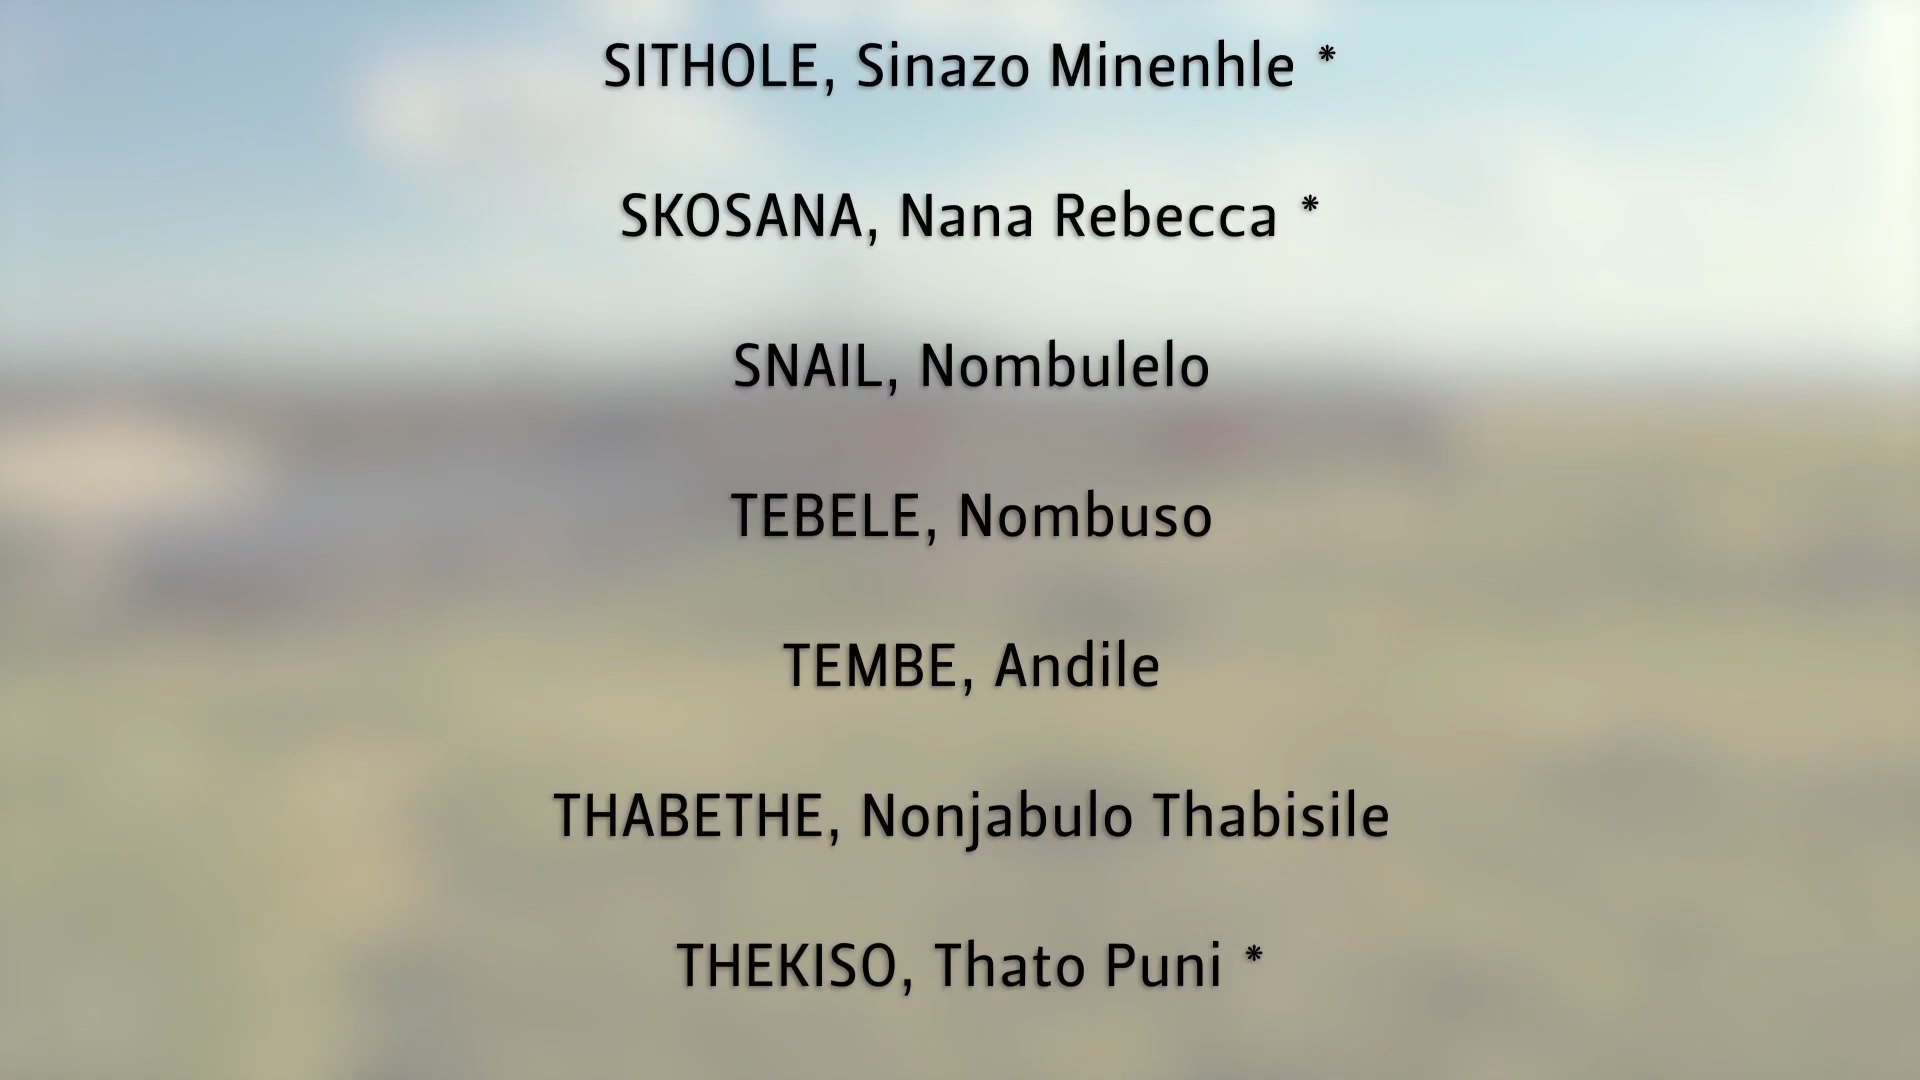 SITHOLE, Sinazo Minenhle *
SKOSANA, Nana Rebecca *
SNAIL, Nombulelo
TEBELE, Nombuso
TEMBE, Andile
THABETHE, Nonjabulo Thabisile
THEKISO, Thato Puni *